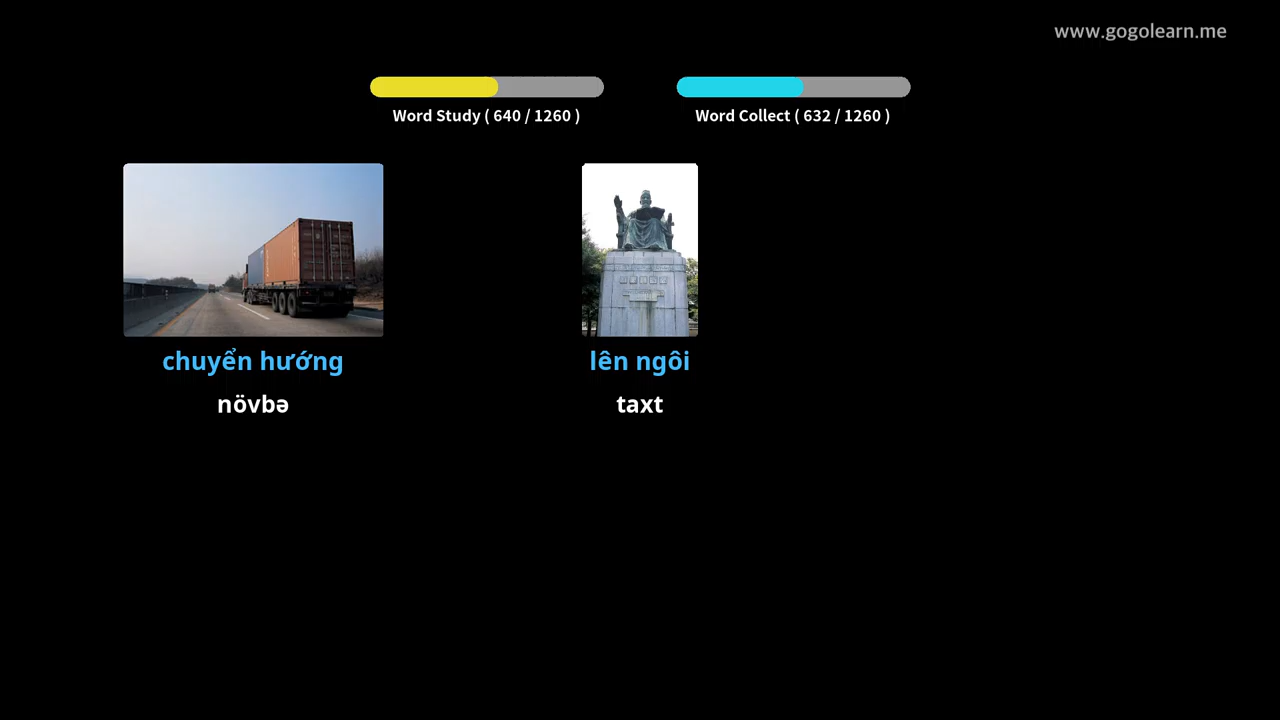 www.gogolearn.me
Word Study ( 640 / 1260 )
Word Collect ( 632 / 1260 )
chuyển hướng
növbə
lên ngôi
taxt